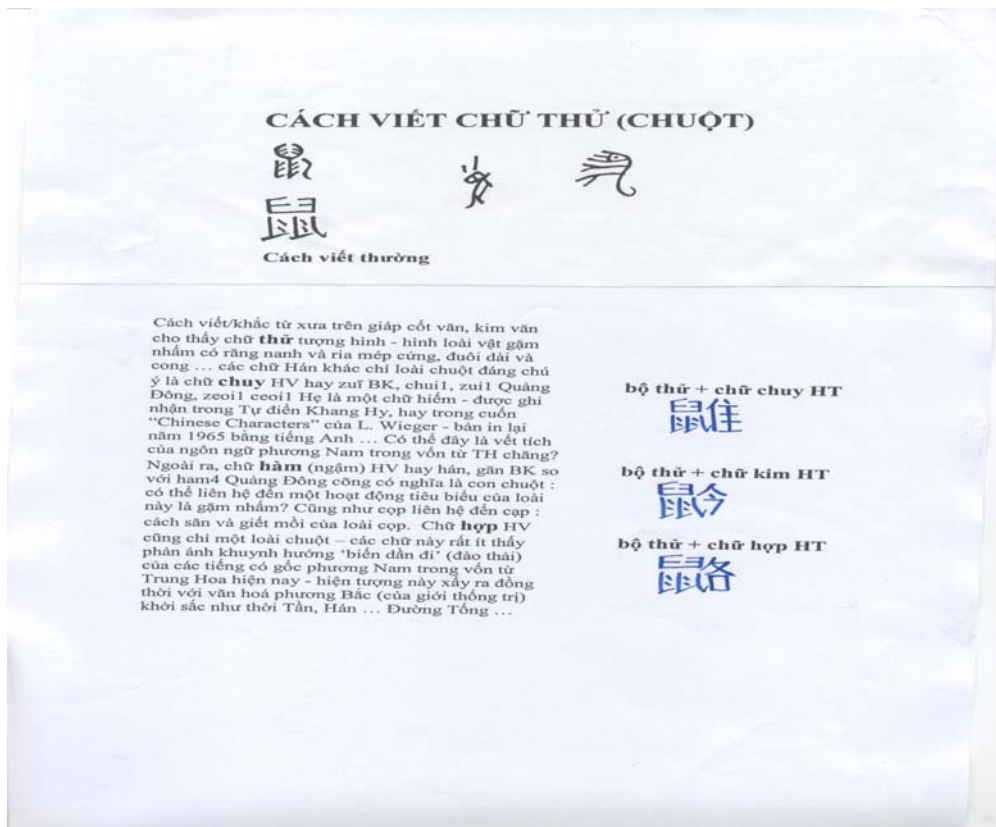 CÁCH VIẾT CHỮ THỬ (CHUỘT)
鼠
Cách viết thường
Cách viết/khắc từ xưa trên giáp cốt văn, kim văn
cho thấy chữ thử tượng hình - hình loài vật gậm
nhấm có răng nanh và ria mép cứng, đuôi dài và
cong … các chữ Hán khác chỉ loài chuột đáng chú
ý là chữ chuy HV hay zuī BK, chui1, zui1 Quảng
Đông, zeoi1 ceoi1 Hẹ là một chữ hiếm - được ghi
nhận trong Tự điển Khang Hy, hay trong cuốn
“Chinese Characters” của L. Wieger - bản in lại
năm 1965 bằng tiếng Anh … Có thể đây là vết tích
của ngôn ngữ phương Nam trong vốn từ TH chăng?
Ngoài ra, chữ hàm (ngậm) HV hay hán, gān BK so
với ham4 Quảng Đông cõng có nghĩa là con chuột :
có thể liên hệ đến một hoạt động tiêu biểu của loài
này là gậm nhấm? Cũng như cọp liên hệ đến cạp :
cách săn và giết mồi của loài cọp. Chữ hợp HV
cũng chỉ một loài chuột – các chữ này rất ít thấy
phản ánh khuynh hướng ‘biến dần đi’ (đào thải)
của các tiếng có gốc phương Nam trong vốn từ
Trung Hoa hiện nay - hiện tượng này xẩy ra đồng
thời với văn hoá phương Bắc (của giới thống trị)
khởi sắc như thời Tần, Hán … Đường Tống …
bộ thử + chữ chuy HT
鼠隹
bộ thử + chữ kim HT
鼠今
bộ thử + chữ hợp HT
鼠各